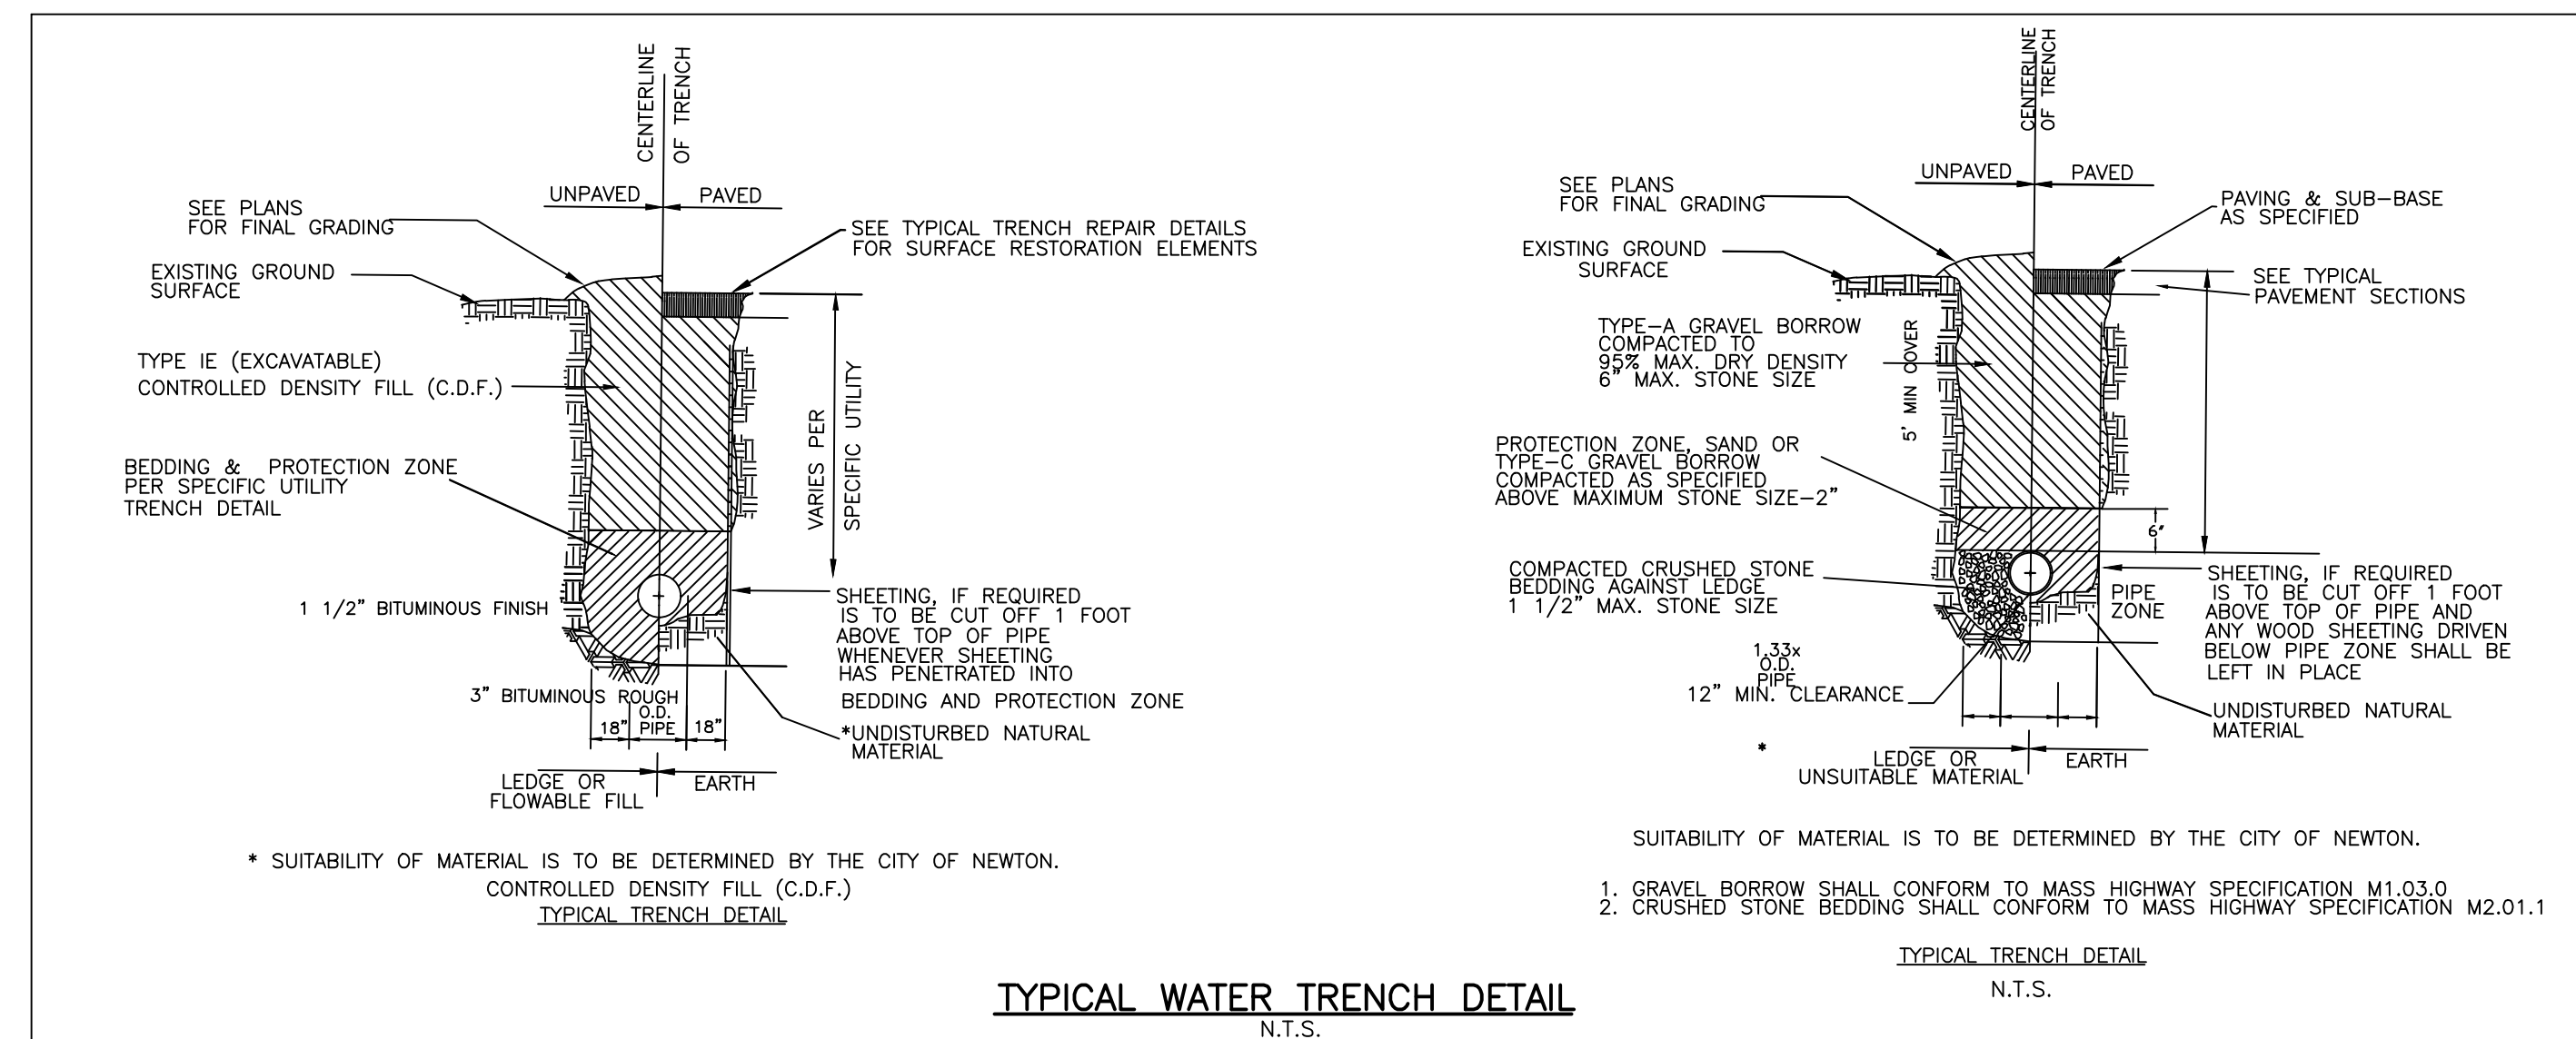 CENTERLINE
OF TRENCH
UNPAVED
PAVED
SEE PLANS
FOR FINAL GRADING
SEE TYPICAL TRENCH REPAIR DETAILS
FOR SURFACE RESTORATION ELEMENTS
EXISTING GROUND
SURFACE
TYPE IE (EXCAVATABLE)
CONTROLLED DENSITY FILL (C.D.F.)
VARIES PER
SPECIFIC UTILITY
BEDDING & PROTECTION ZONE
PER SPECIFIC UTILITY
TRENCH DETAIL
1 1/2" BITUMINOUS FINISH
SHEETING, IF REQUIRED
IS TO BE CUT OFF 1 FOOT
ABOVE TOP OF PIPE
WHENEVER SHEETING
HAS PENETRATED INTO
BEDDING AND PROTECTION ZONE
3" BITUMINOUS ROUGH
O.D.
PIPE
18"
18"
*UNDISTURBED NATURAL
MATERIAL
LEDGE OR
FLOWABLE FILL
EARTH
* SUITABILITY OF MATERIAL IS TO BE DETERMINED BY THE CITY OF NEWTON.
CONTROLLED DENSITY FILL (C.D.F.)
TYPICAL TRENCH DETAIL
CENTERLINE
OF TRENCH
UNPAVED
PAVED
SEE PLANS
FOR FINAL GRADING
PAVING & SUB-BASE
AS SPECIFIED
EXISTING GROUND
SURFACE
SEE TYPICAL
PAVEMENT SECTIONS
TYPE-A GRAVEL BORROW
COMPACTED TO
95% MAX. DRY DENSITY
6" MAX. STONE SIZE
5' MIN COVER
PROTECTION ZONE, SAND OR
TYPE-C GRAVEL BORROW
COMPACTED AS SPECIFIED
ABOVE MAXIMUM STONE SIZE-2"
6"
COMPACTED CRUSHED STONE
BEDDING AGAINST LEDGE
1 1/2" MAX. STONE SIZE
PIPE
ZONE
SHEETING, IF REQUIRED
IS TO BE CUT OFF 1 FOOT
ABOVE TOP OF PIPE AND
ANY WOOD SHEETING DRIVEN
BELOW PIPE ZONE SHALL BE
LEFT IN PLACE
1.33x
O.D.
PIPE
12" MIN. CLEARANCE
UNDISTURBED NATURAL
MATERIAL
*
LEDGE OR
UNSUITABLE MATERIAL
EARTH
SUITABILITY OF MATERIAL IS TO BE DETERMINED BY THE CITY OF NEWTON.
1. GRAVEL BORROW SHALL CONFORM TO MASS HIGHWAY SPECIFICATION M1.03.0
2. CRUSHED STONE BEDDING SHALL CONFORM TO MASS HIGHWAY SPECIFICATION M2.01.1
TYPICAL TRENCH DETAIL
N.T.S.
TYPICAL WATER TRENCH DETAIL
N.T.S.